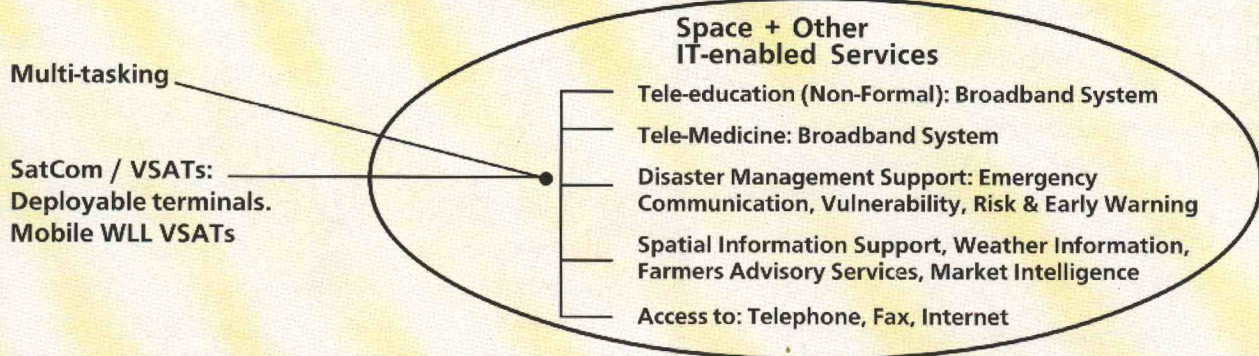 Space + Other
IT-enabled Services
Multi-tasking
SatCom / VSATs:
Deployable terminals.
Mobile WLL VSATs
Tele-education (Non-Formal): Broadband System
Tele-Medicine: Broadband System
Disaster Management Support: Emergency
Communication, Vulnerability, Risk & Early Warning
Spatial Information Support, Weather Information,
Farmers Advisory Services, Market Intelligence
Access to: Telephone, Fax, Internet